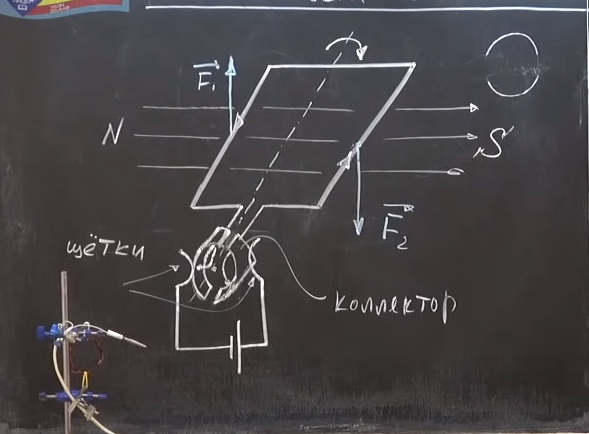 F₁
N
S
F₂
щётки
коллектор